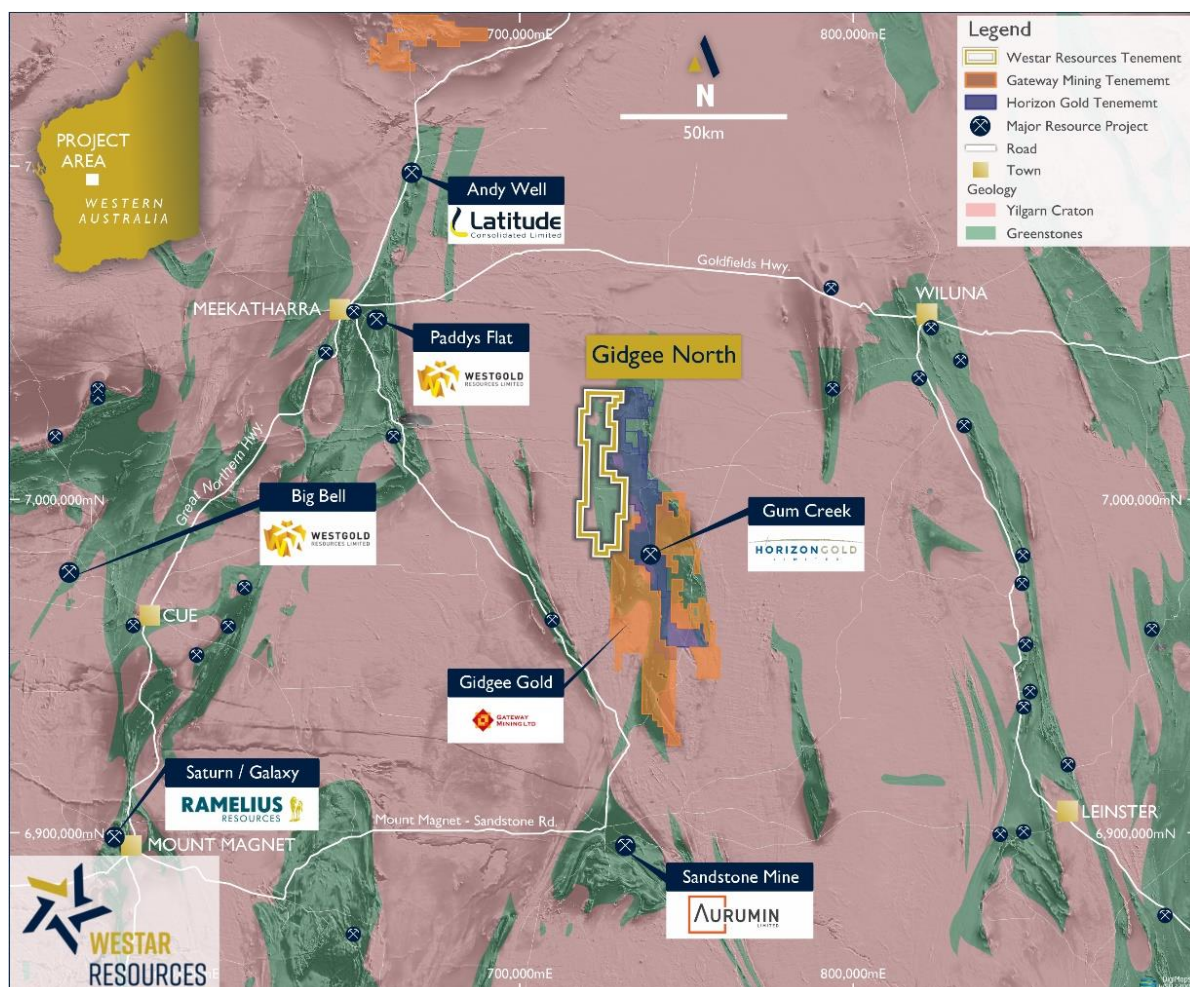 700,000mE
800,000mE
Legend
Westar Resources Tenement
Gateway Mining Tenememt
Horizon Gold Tenememt
Major Resource Project
Road
Town
Geology
Yilgarn Craton
Greenstones
N
50km
PROJECT
AREA
WESTERN
AUSTRALIA
7,
Andy Well
Latitude
Consolidated Limited
Goldfields Hwy.
MEEKATHARRA
WILUNA
Paddys Flat
WESTGOLD
RESOURCES LIMITED
Gidgee North
Great Northern Hwy.
7,000,000mN
7,000,000mN
Big Bell
WESTGOLD
RESOURCES LIMITED
Gum Creek
HORIZONGOLD
LIMITED
CUE
Gidgee Gold
GATEWAY
MINING LTD
Saturn / Galaxy
RAMELIUS
RESOURCES
Mount Magnet - Sandstone Rd.
LEINSTER
6,900,000mN
6,900,000mN
MOUNT MAGNET
Sandstone Mine
AURUMIN
LIMITED
WESTAR
RESOURCES
700,000mE
800,000mE